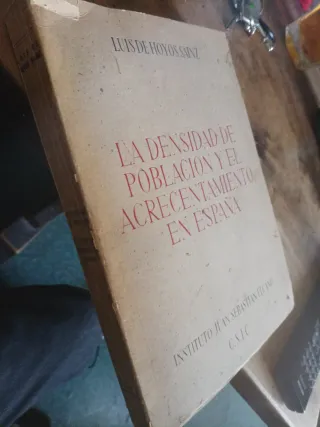 LUIS DE HOYOS SAINZ
LA DENSIDAD DE
POBLACION Y EL
ACRECENTAMIENTO
EN ESPAÑA
INSTITUTO JUAN SEBASTIAN ELCANO
C.S.I.C.